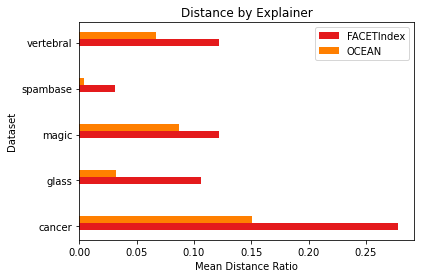 Distance by Explainer
FACETIndex
OCEAN
vertebral
spambase
magic
glass
cancer
Dataset
0.00 0.05 0.10 0.15 0.20 0.25
Mean Distance Ratio